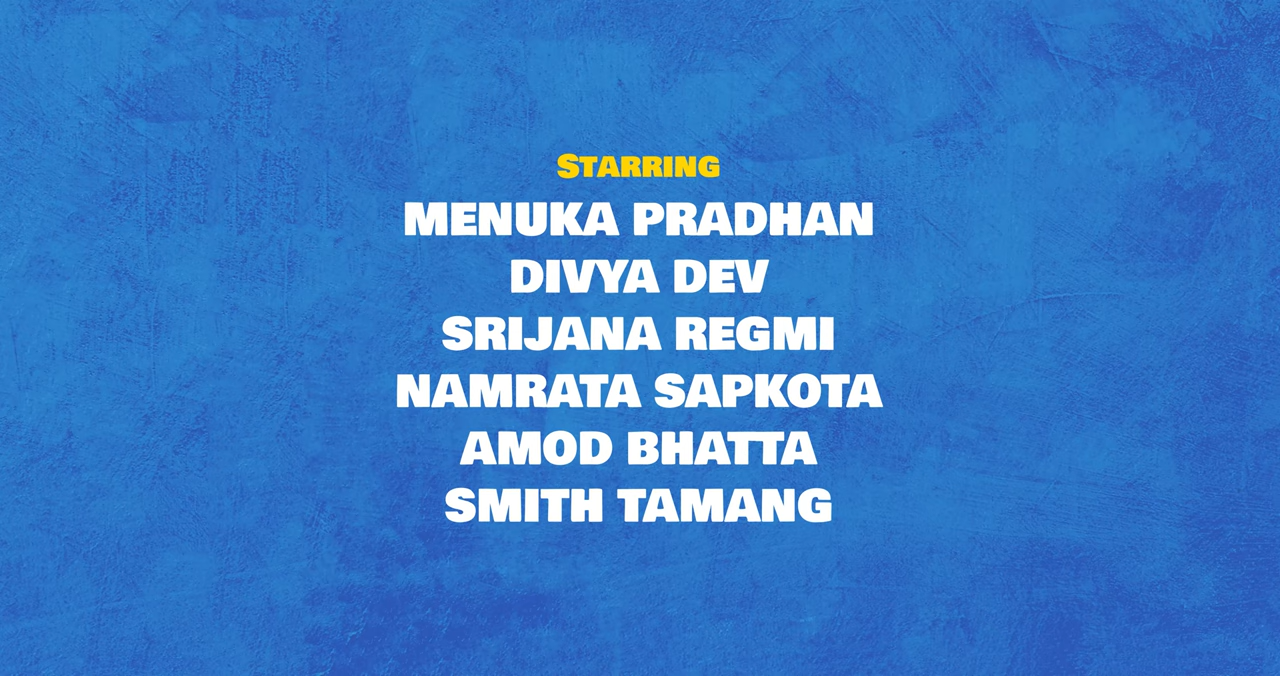 Starring
MENUKA PRADHAN
DIVYA DEV
SRIJANA REGMI
NAMRATA SAPKOTA
AMOD BHATTA
SMITH TAMANG